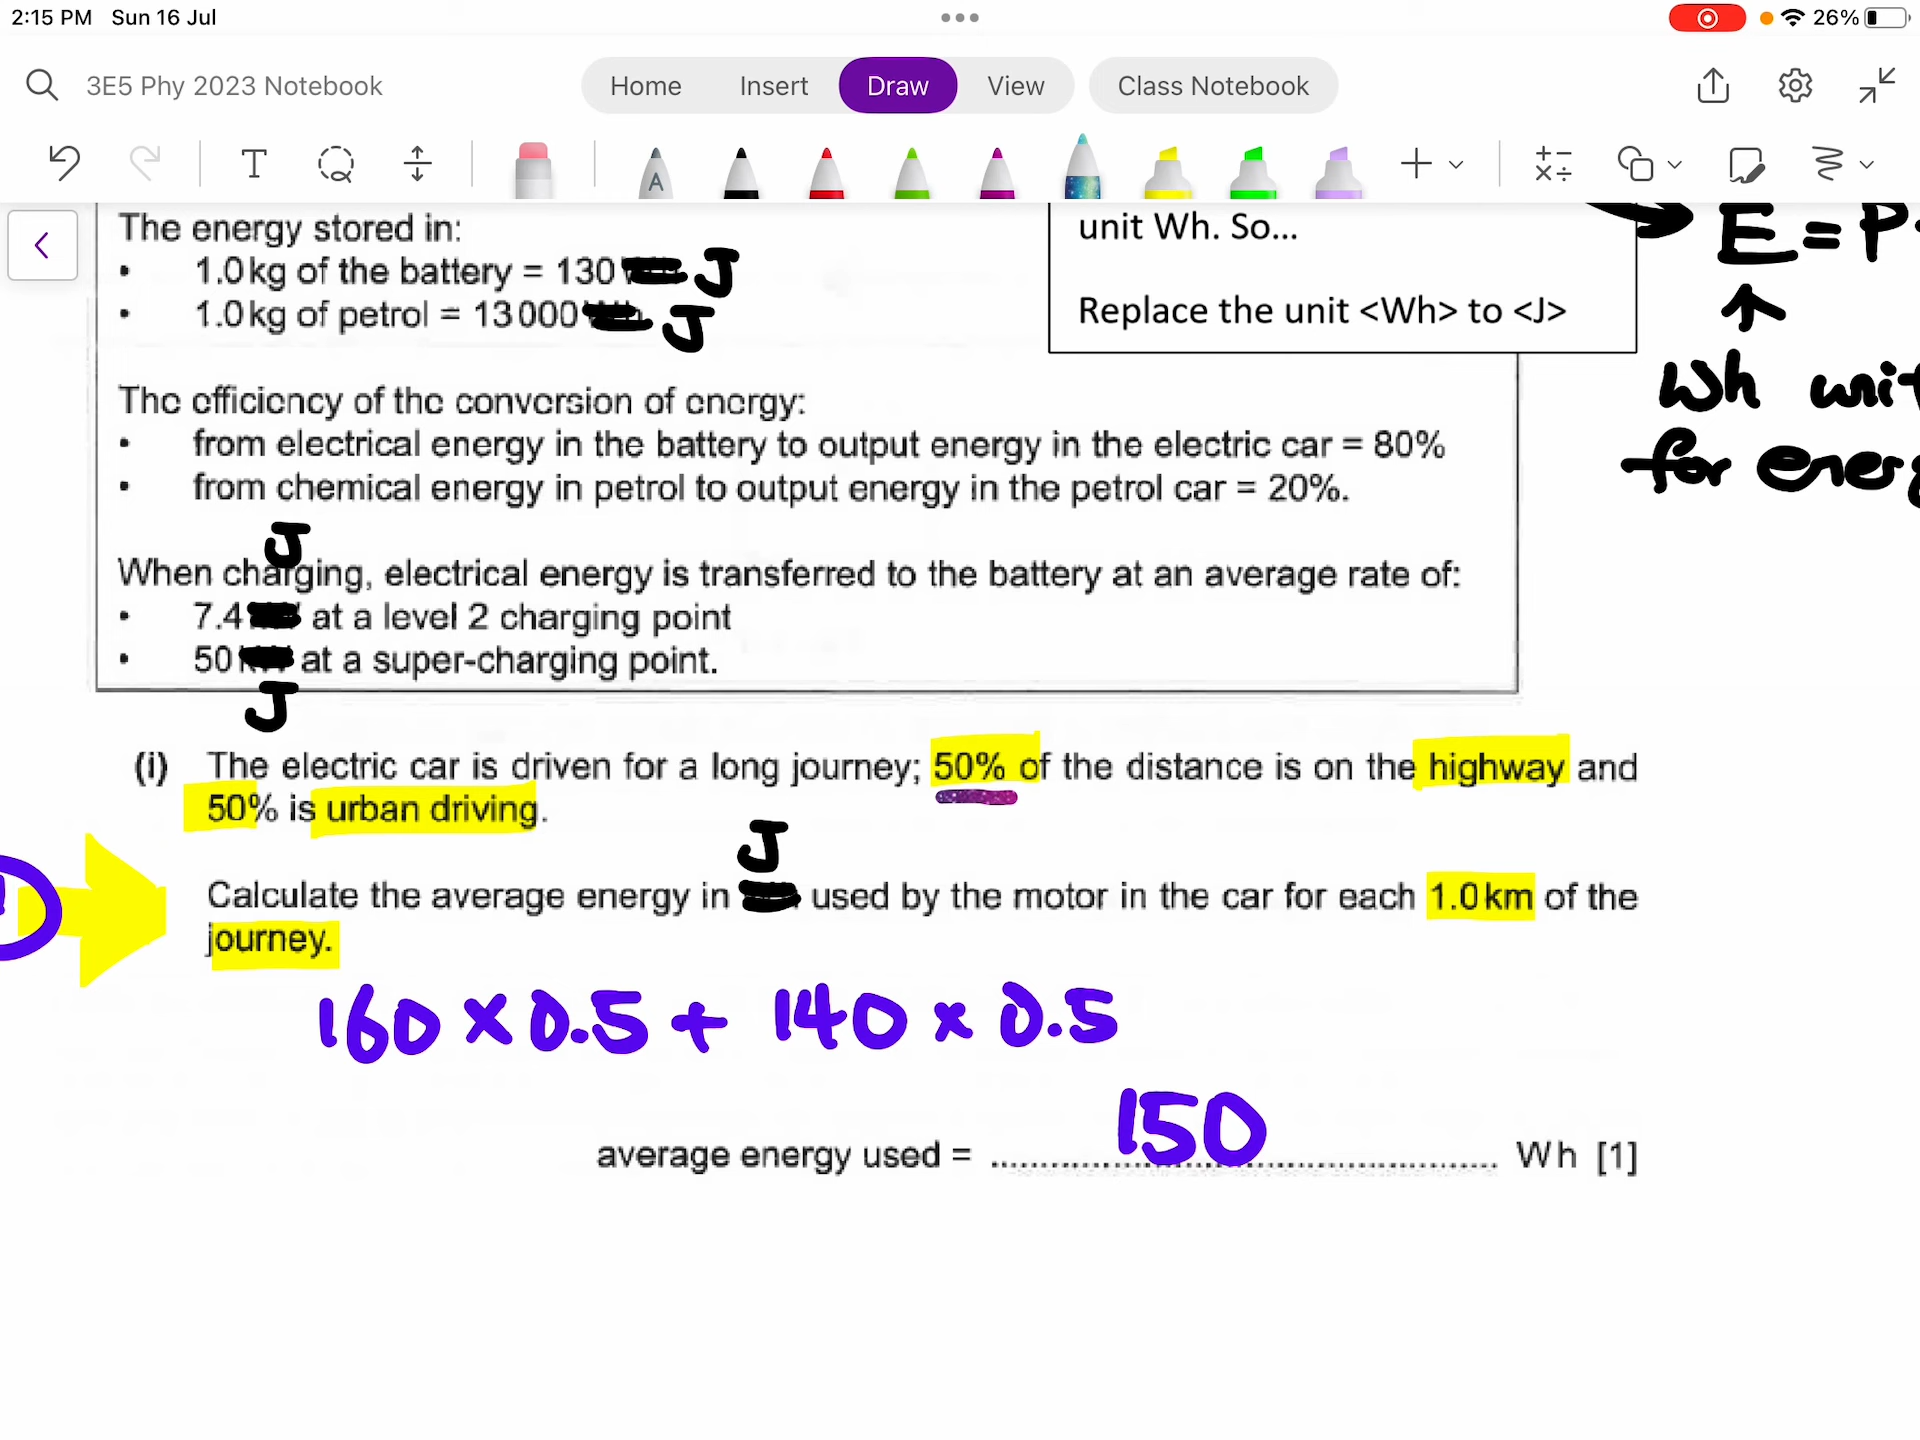 2:15 PM Sun 16 Jul
26%
3E5 Phy 2023 Notebook
Home Insert Draw View Class Notebook
T A
The energy stored in:
• 1.0 kg of the battery = 130 J
• 1.0 kg of petrol = 13 000 J
unit Wh. So...
Replace the unit <Wh> to <J>
E = P
Wh unit
for energ
The efficiency of the conversion of energy:
• from electrical energy in the battery to output energy in the electric car = 80%
• from chemical energy in petrol to output energy in the petrol car = 20%.
J
When charging, electrical energy is transferred to the battery at an average rate of:
• 7.4 at a level 2 charging point
• 50 at a super-charging point.
J
(i) The electric car is driven for a long journey; 50% of the distance is on the highway and
50% is urban driving.
J
Calculate the average energy in used by the motor in the car for each 1.0 km of the
journey.
160 × 0.5 + 140 × 0.5
150
average energy used = .......... Wh [1]